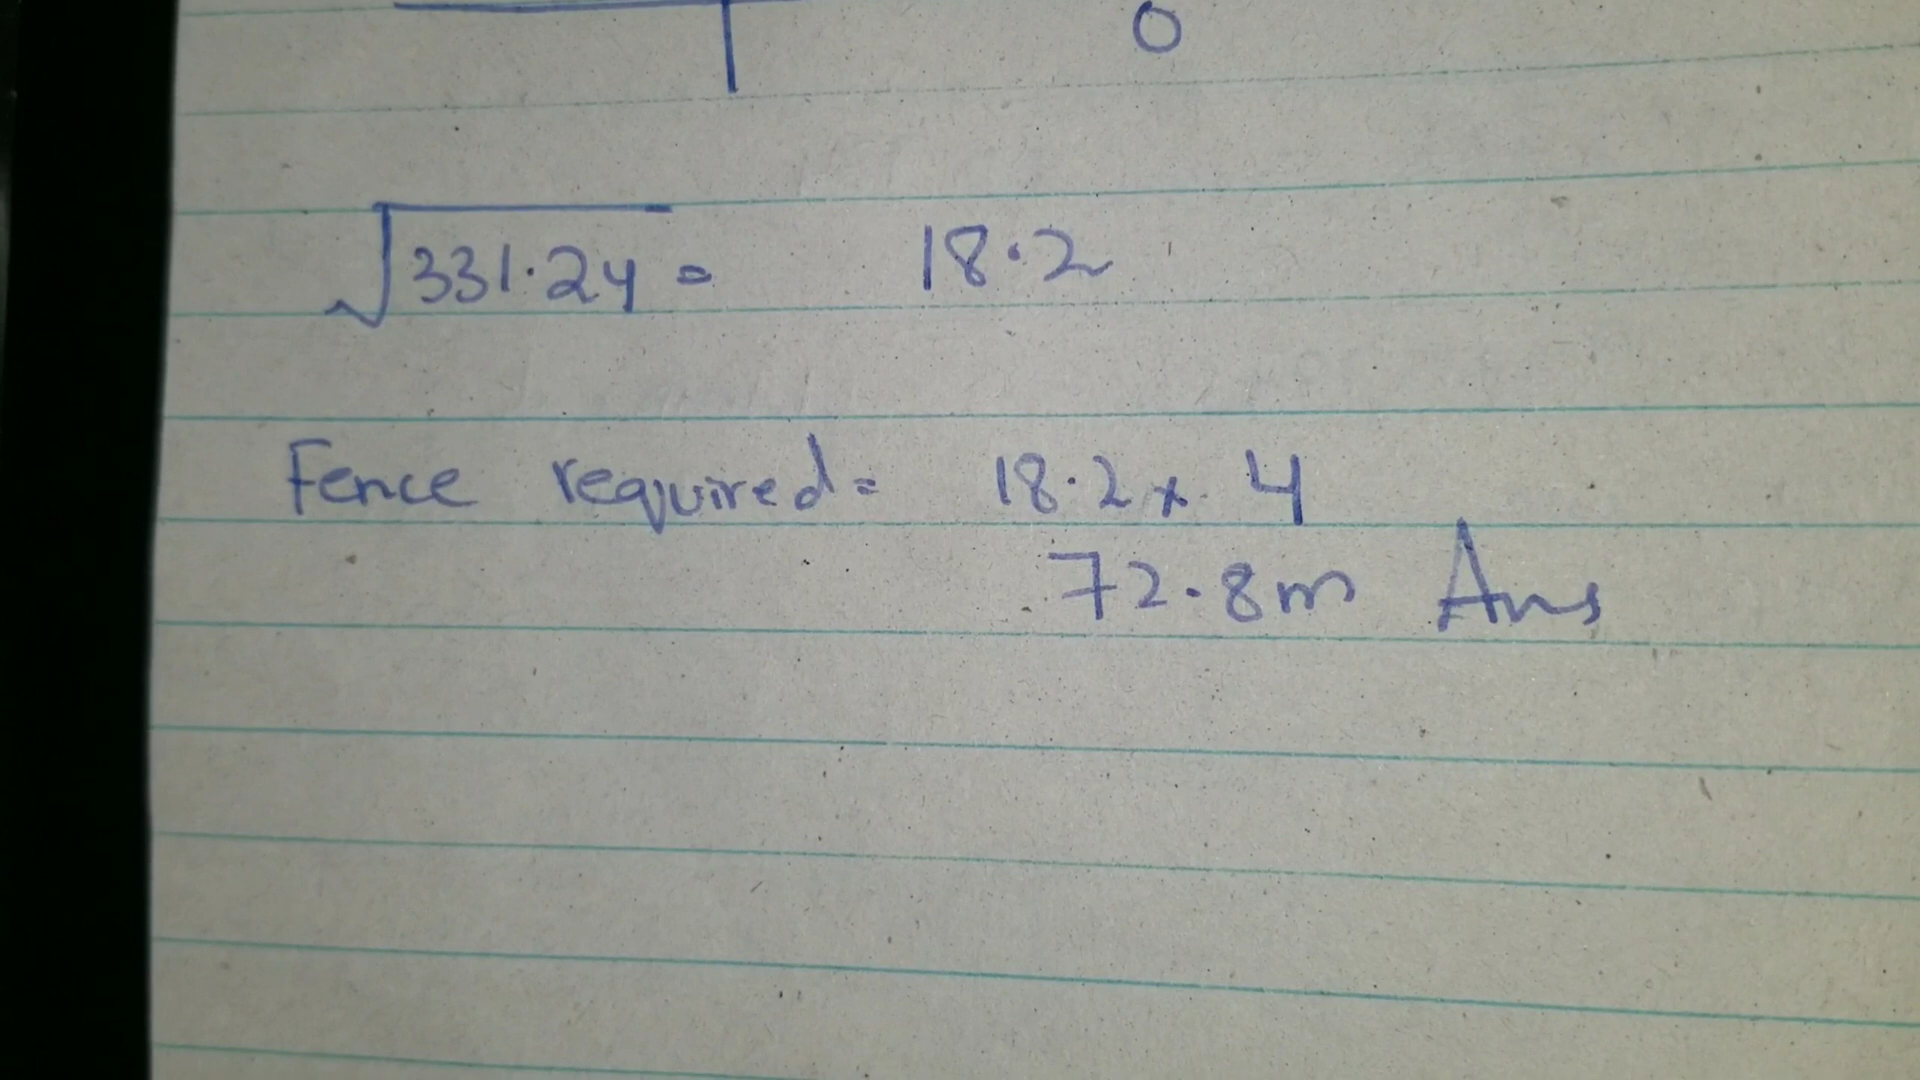 0
√331.24 = 18.2
Fence required = 18.2 x 4
72.8m Ans